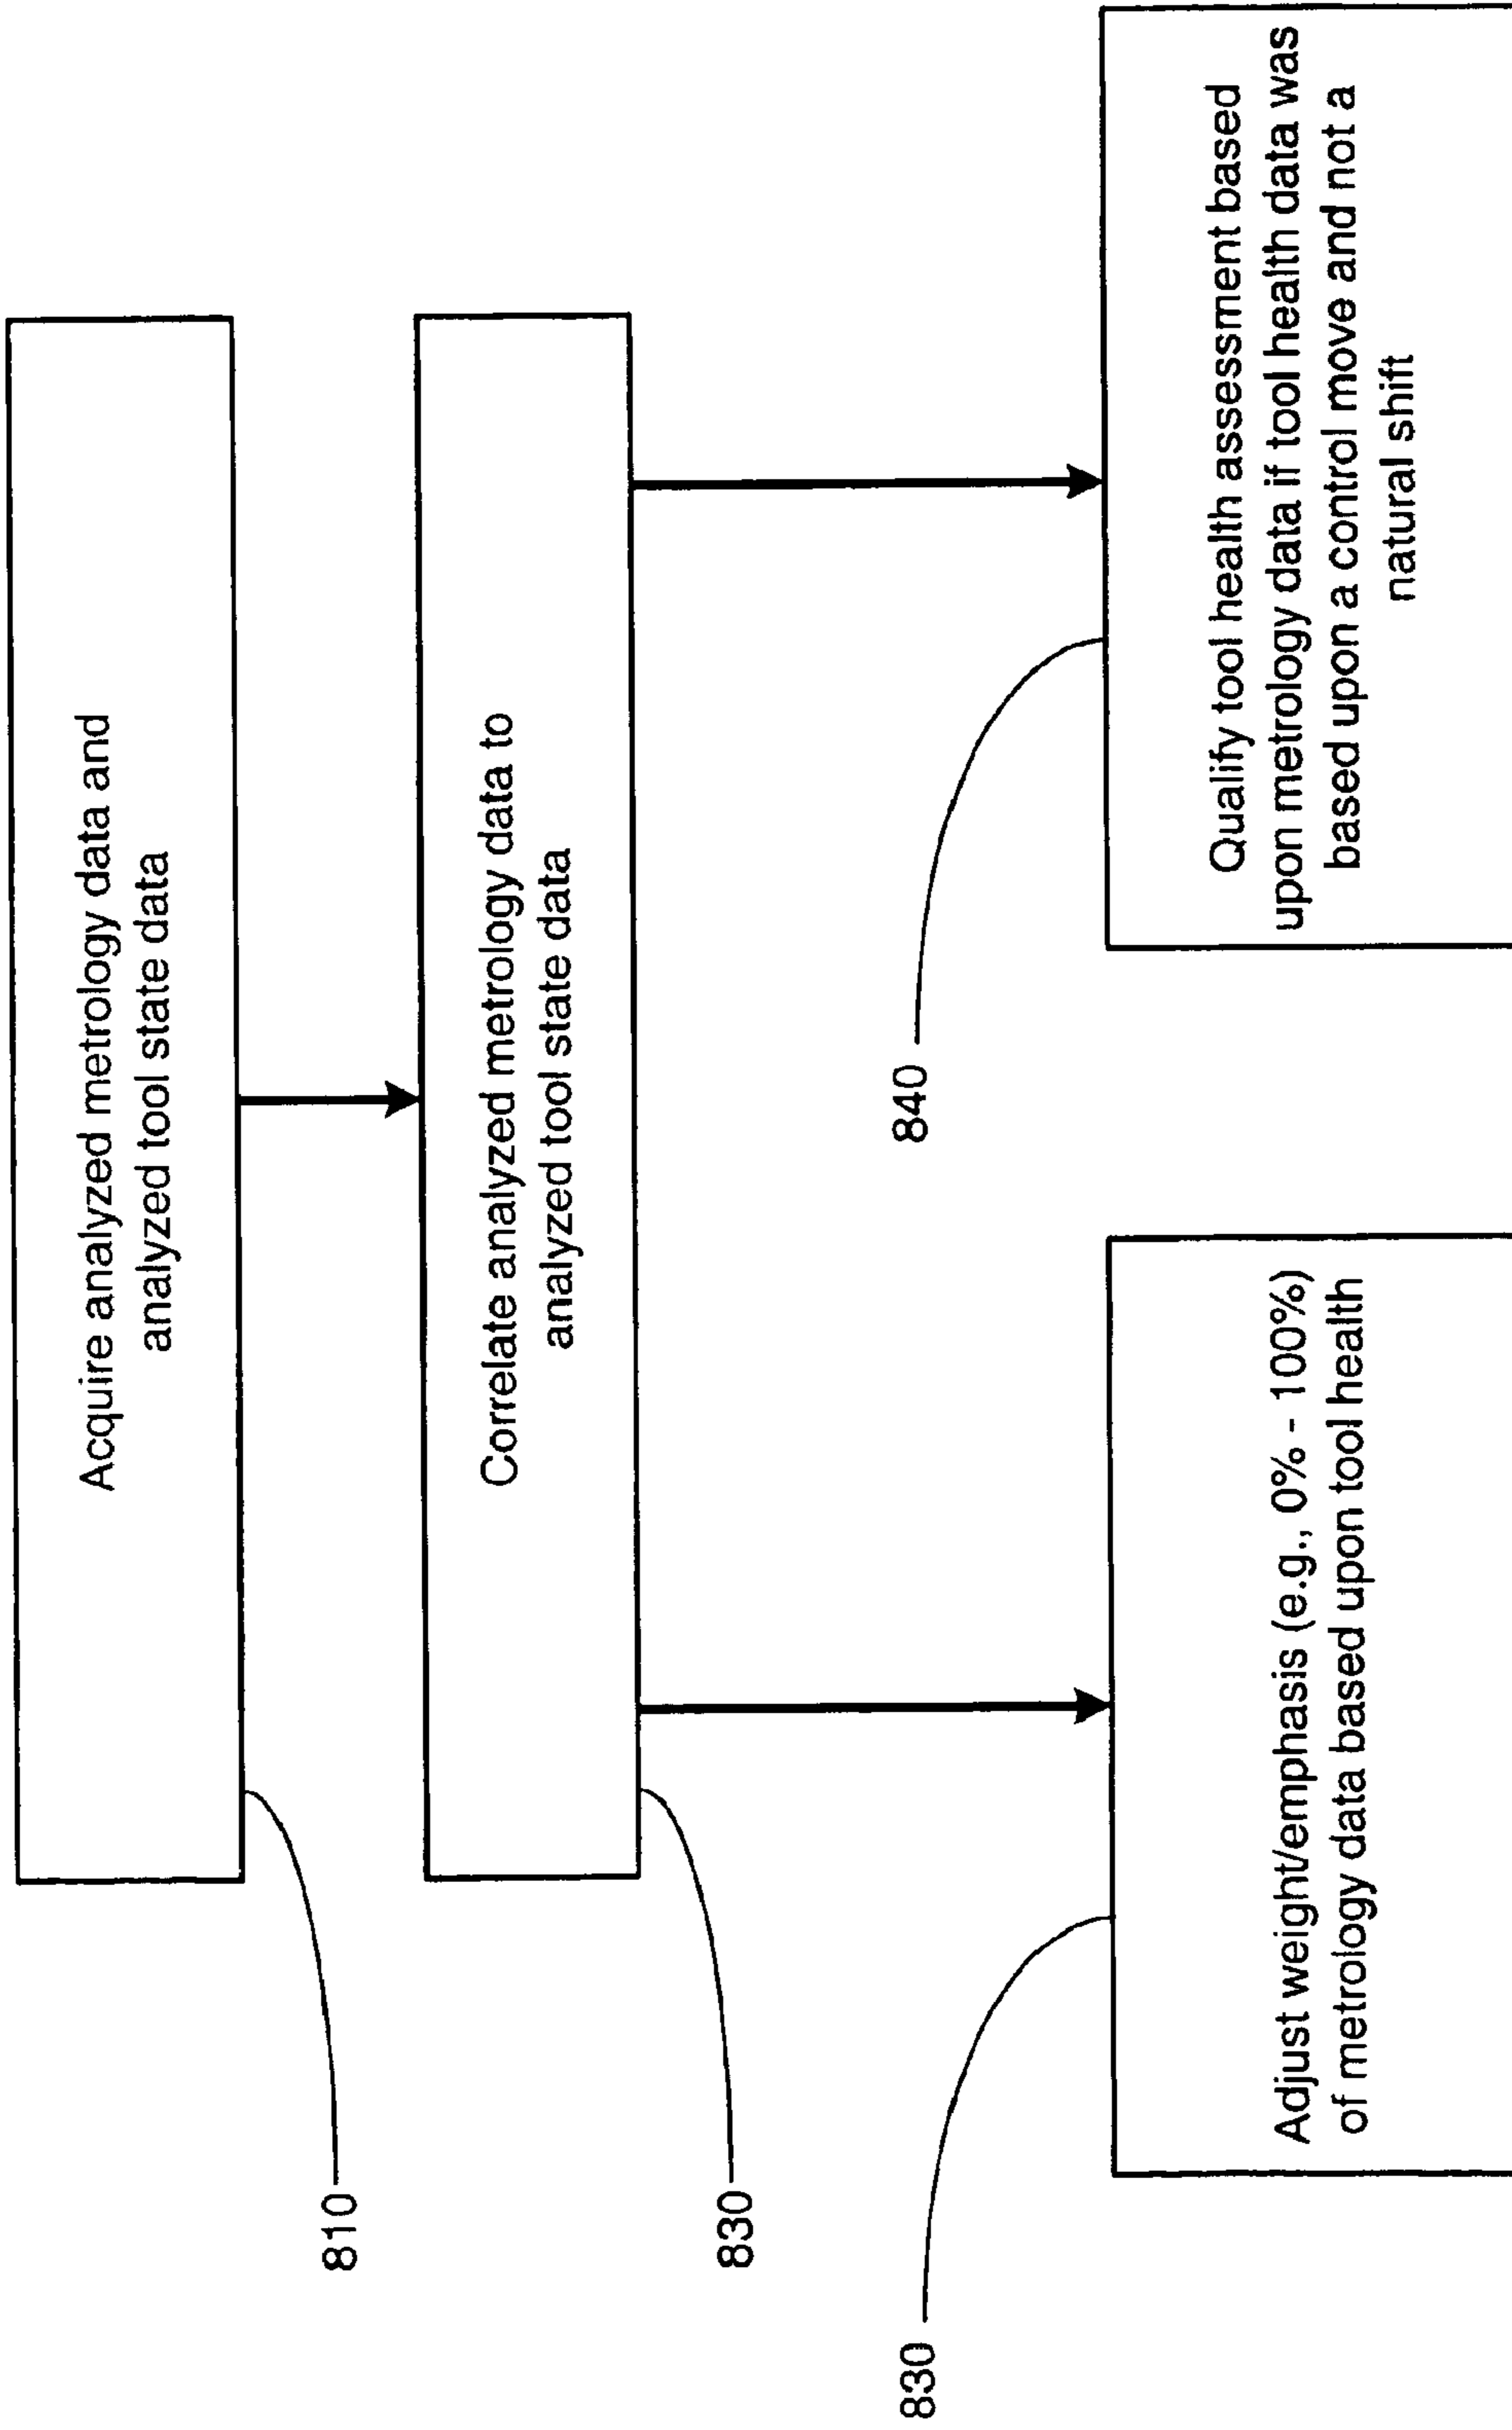 Acquire analyzed metrology data and
analyzed tool state data
810
Correlate analyzed metrology data to
analyzed tool state data
830
830
Adjust weight/emphasis (e.g., 0% - 100%)
of metrology data based upon tool health
840
Qualify tool health assessment based
upon metrology data if tool health data was
based upon a control move and not a
natural shift